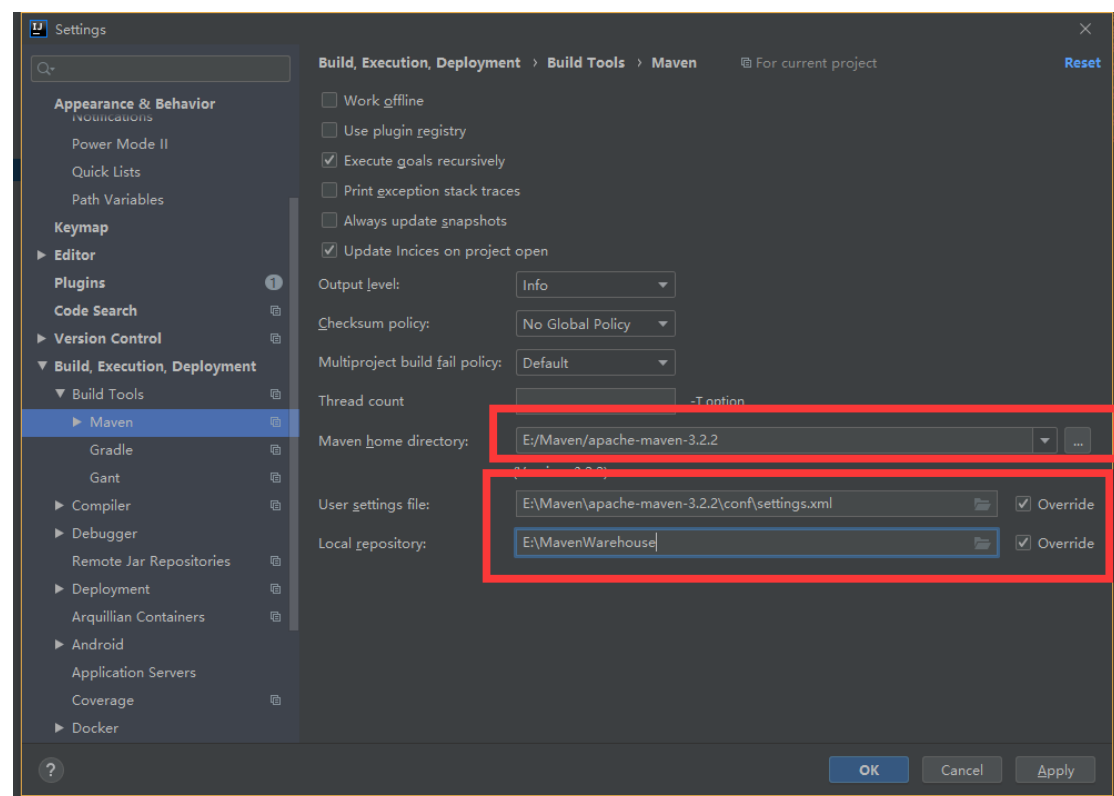 Settings
Appearance & Behavior
Notifications
Power Mode II
Quick Lists
Path Variables
Keymap
Editor
Plugins 1
Code Search
Version Control
Build, Execution, Deployment
Build Tools
Maven
Gradle
Gant
Compiler
Debugger
Remote Jar Repositories
Deployment
Arquillian Containers
Android
Application Servers
Coverage
Docker
Build, Execution, Deployment › Build Tools › Maven For current project Reset
Work offline
Use plugin registry
Execute goals recursively
Print exception stack traces
Always update snapshots
Update Incices on project open
Output level: Info
Checksum policy: No Global Policy
Multiproject build fail policy: Default
Thread count -T option
Maven home directory: E:/Maven/apache-maven-3.2.2 ...
User settings file: E:\Maven\apache-maven-3.2.2\conf\settings.xml Override
Local repository: E:\MavenWarehouse Override
? OK Cancel Apply